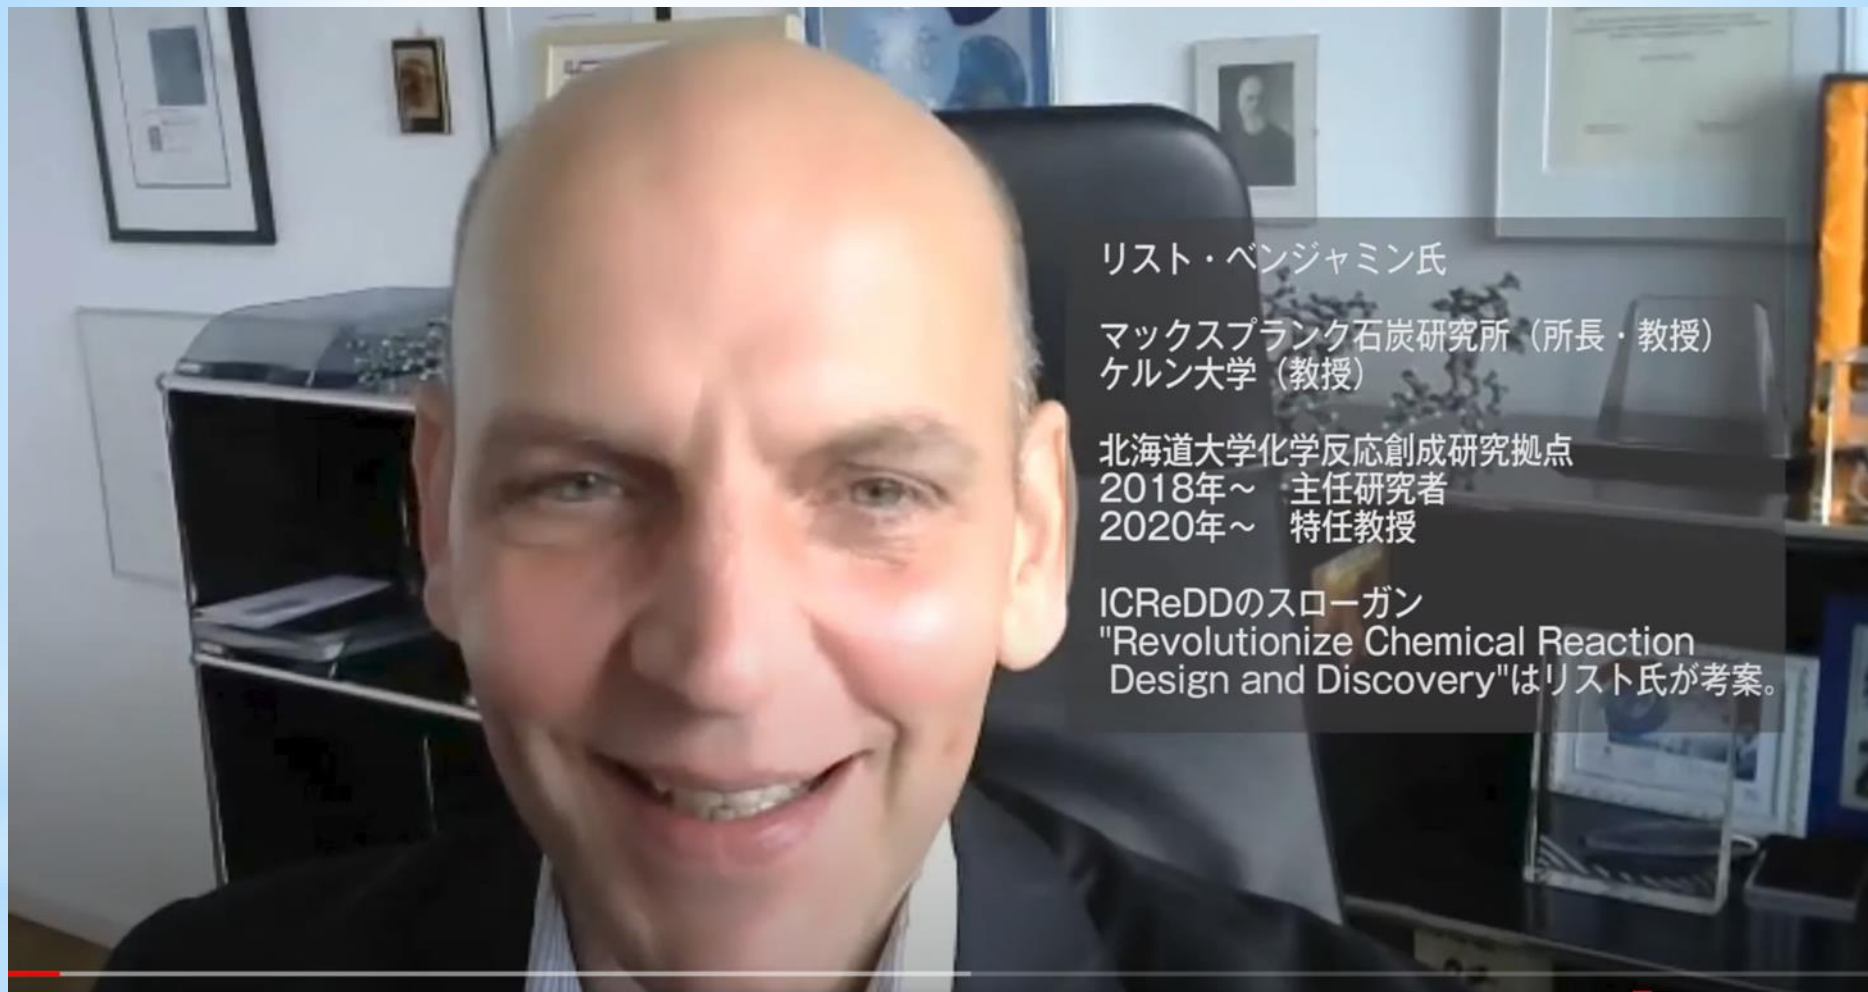 リスト・ベンジャミン氏
マックスプランク石炭研究所（所長・教授）
ケルン大学（教授）
北海道大学化学反応創成研究拠点
2018年～　主任研究者
2020年～　特任教授
ICReDDのスローガン
"Revolutionize Chemical Reaction
Design and Discovery"はリスト氏が考案。